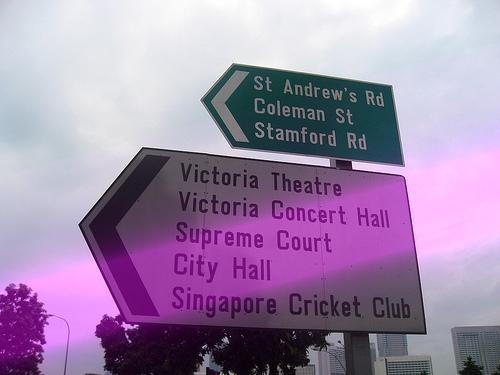 St Andrew's Rd
Coleman St
Stamford Rd
Victoria Theatre
Victoria Concert Hall
Supreme Court
City Hall
Singapore Cricket Club